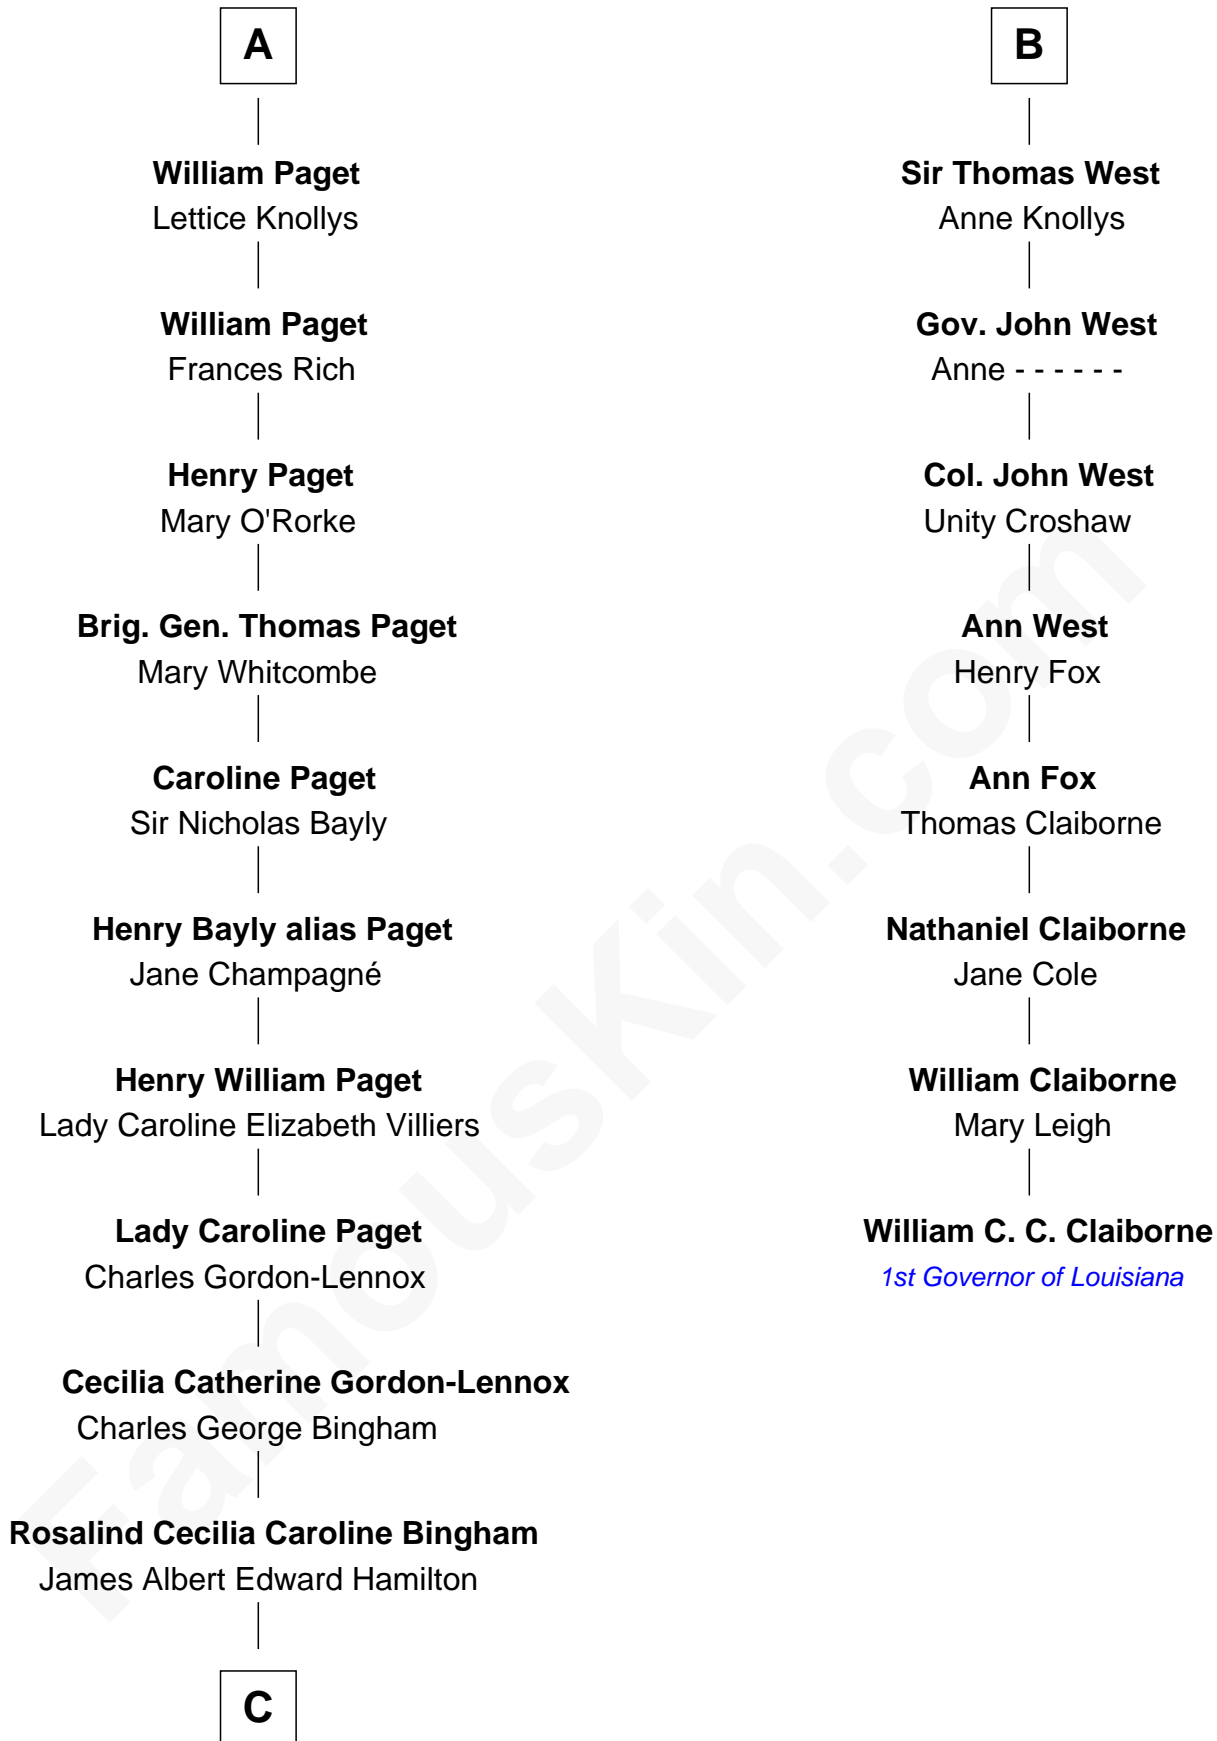 A
William Paget
Lettice Knollys
William Paget
Frances Rich
Henry Paget
Mary O'Rorke
Brig. Gen. Thomas Paget
Mary Whitcombe
Caroline Paget
Sir Nicholas Bayly
Henry Bayly alias Paget
Jane Champagné
Henry William Paget
Lady Caroline Elizabeth Villiers
Lady Caroline Paget
Charles Gordon-Lennox
Cecilia Catherine Gordon-Lennox
Charles George Bingham
Rosalind Cecilia Caroline Bingham
James Albert Edward Hamilton
C
B
Sir Thomas West
Anne Knollys
Gov. John West
Anne - - - - - -
Col. John West
Unity Croshaw
Ann West
Henry Fox
Ann Fox
Thomas Claiborne
Nathaniel Claiborne
Jane Cole
William Claiborne
Mary Leigh
William C. C. Claiborne
1st Governor of Louisiana
FamousKin.com